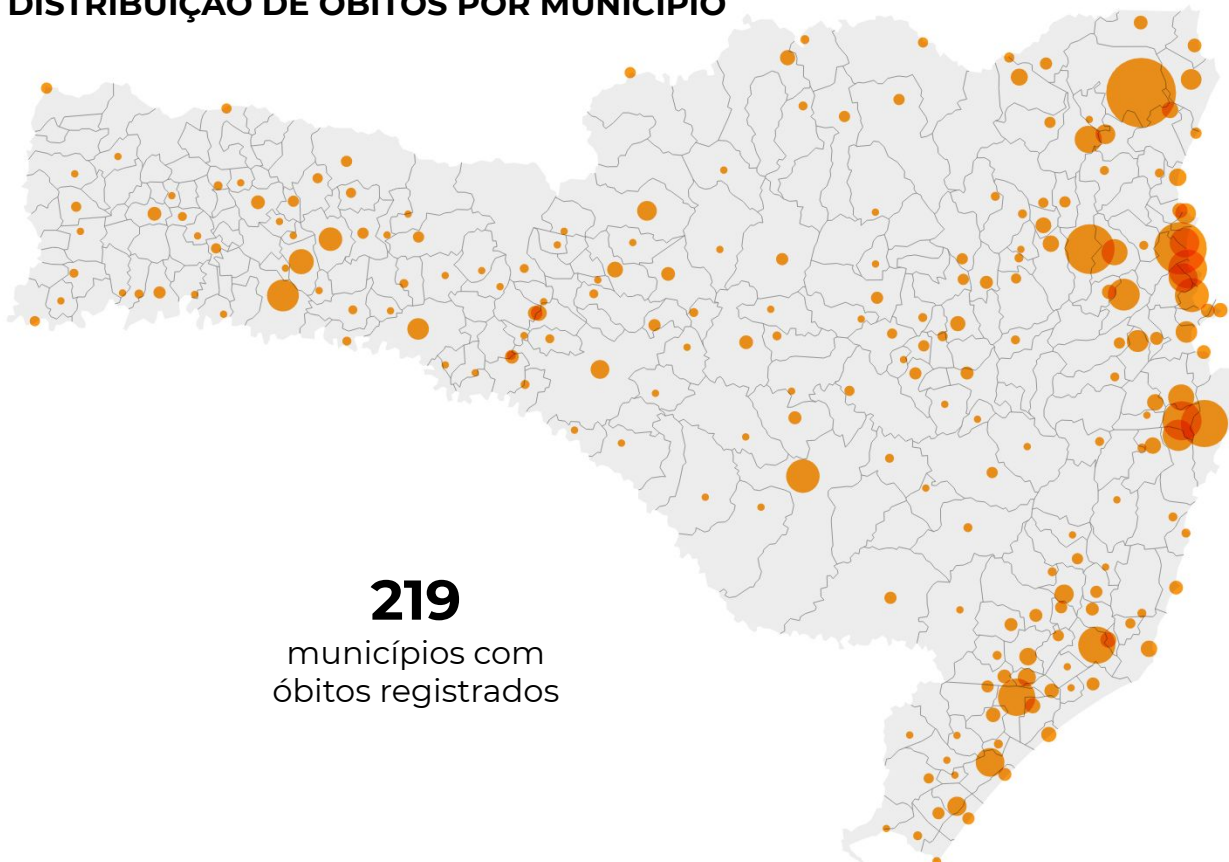 DISTRIBUIÇÃO DE ÓBITOS POR MUNICÍPIO
219
municípios com
óbitos registrados